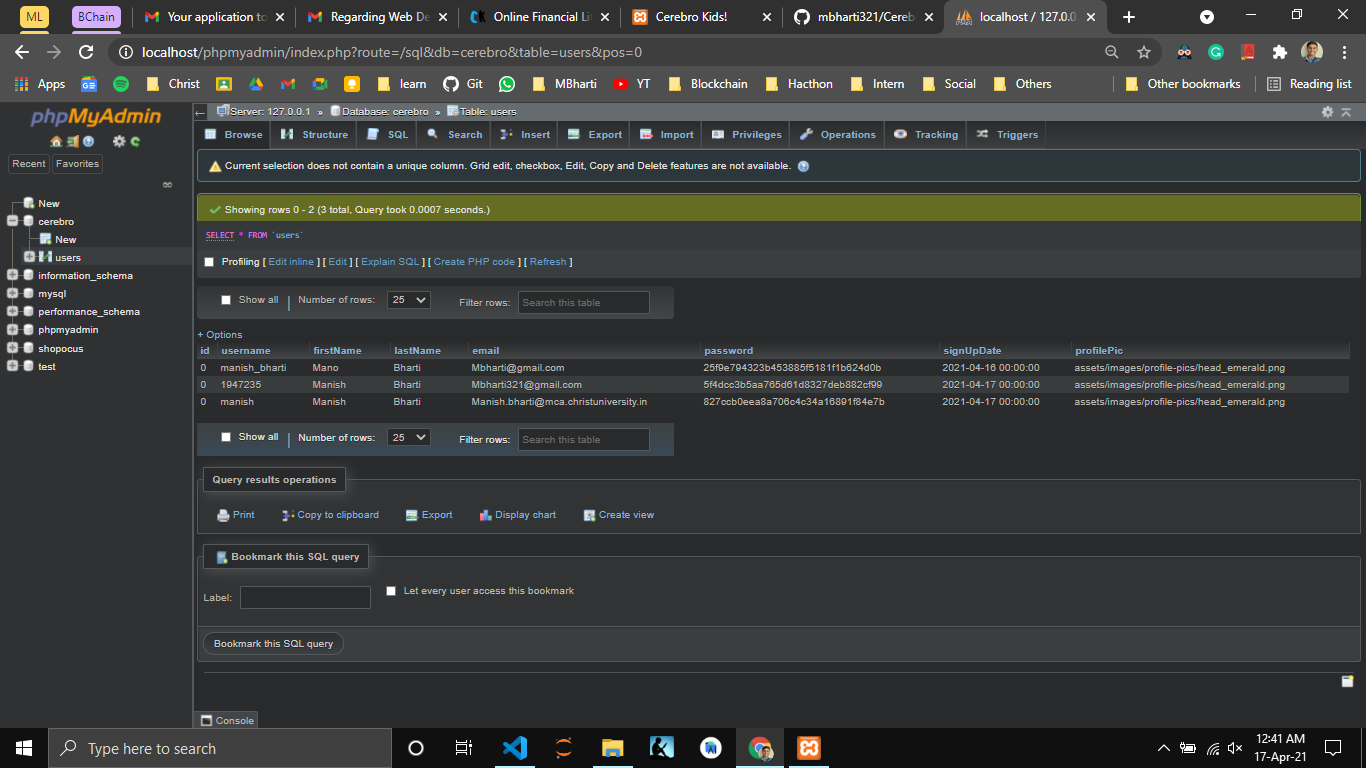 ML
BChain
Your application to
Regarding Web De
Online Financial Lit
Cerebro Kids!
mbharti321/Cereb
localhost / 127.0.0.
localhost/phpmyadmin/index.php?route=/sql&db=cerebro&table=users&pos=0
Apps
Christ
learn
Git
MBharti
YT
Blockchain
Hacthon
Intern
Social
Others
Other bookmarks
Reading list
phpMyAdmin
Recent
Favorites
New
cerebro
New
users
information_schema
mysql
performance_schema
phpmyadmin
shopocus
test
Server: 127.0.0.1 » Database: cerebro » Table: users
Browse Structure SQL Search Insert Export Import Privileges Operations Tracking Triggers
Current selection does not contain a unique column. Grid edit, checkbox, Edit, Copy and Delete features are not available.
Showing rows 0 - 2 (3 total, Query took 0.0007 seconds.)
SELECT * FROM `users`
Profiling [ Edit inline ] [ Edit ] [ Explain SQL ] [ Create PHP code ] [ Refresh ]
Show all | Number of rows: 25 Filter rows: Search this table
+ Options
id username firstName lastName email password signUpDate profilePic
0 manish_bharti Mano Bharti Mbharti@gmail.com 25f9e794323b453885f5181f1b624d0b 2021-04-16 00:00:00 assets/images/profile-pics/head_emerald.png
0 1947235 Manish Bharti Mbharti321@gmail.com 5f4dcc3b5aa765d61d8327deb882cf99 2021-04-17 00:00:00 assets/images/profile-pics/head_emerald.png
0 manish Manish Bharti Manish.bharti@mca.christuniversity.in 827ccb0eea8a706c4c34a16891f84e7b 2021-04-17 00:00:00 assets/images/profile-pics/head_emerald.png
Show all | Number of rows: 25 Filter rows: Search this table
Query results operations
Print Copy to clipboard Export Display chart Create view
Bookmark this SQL query
Label: Let every user access this bookmark
Bookmark this SQL query
Console
Type here to search
12:41 AM
17-Apr-21